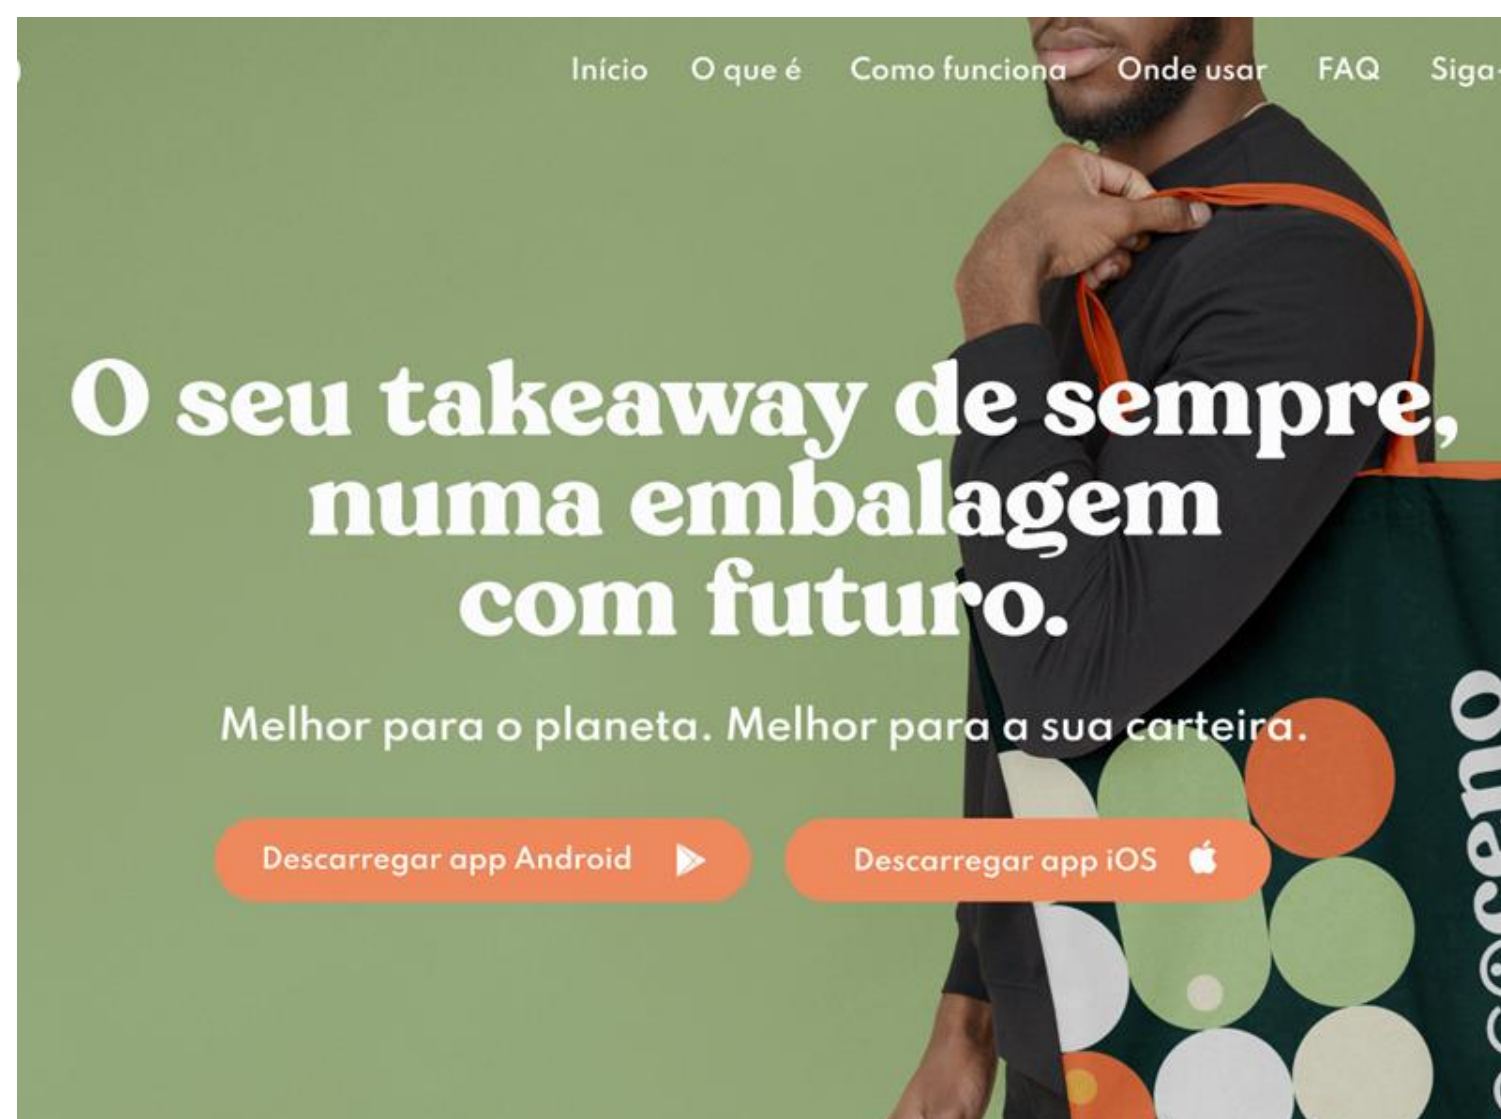 Início O que é Como funciona Onde usar FAQ Siga-
O seu takeaway de sempre,
numa embalagem
com futuro.
Melhor para o planeta. Melhor para a sua carteira.
Descarregar app Android
Descarregar app iOS